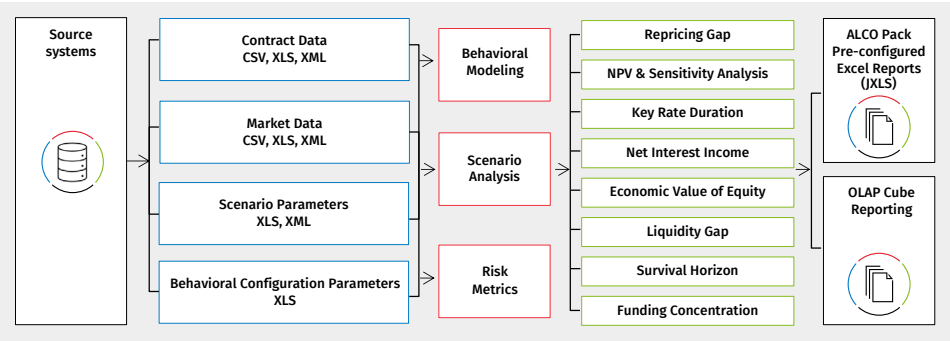 Source
systems
Contract Data
CSV, XLS, XML
Market Data
CSV, XLS, XML
Scenario Parameters
XLS, XML
Behavioral Configuration Parameters
XLS
Behavioral
Modeling
Scenario
Analysis
Risk
Metrics
Repricing Gap
NPV & Sensitivity Analysis
Key Rate Duration
Net Interest Income
Economic Value of Equity
Liquidity Gap
Survival Horizon
Funding Concentration
ALCO Pack
Pre-configured
Excel Reports
(JXLS)
OLAP Cube
Reporting